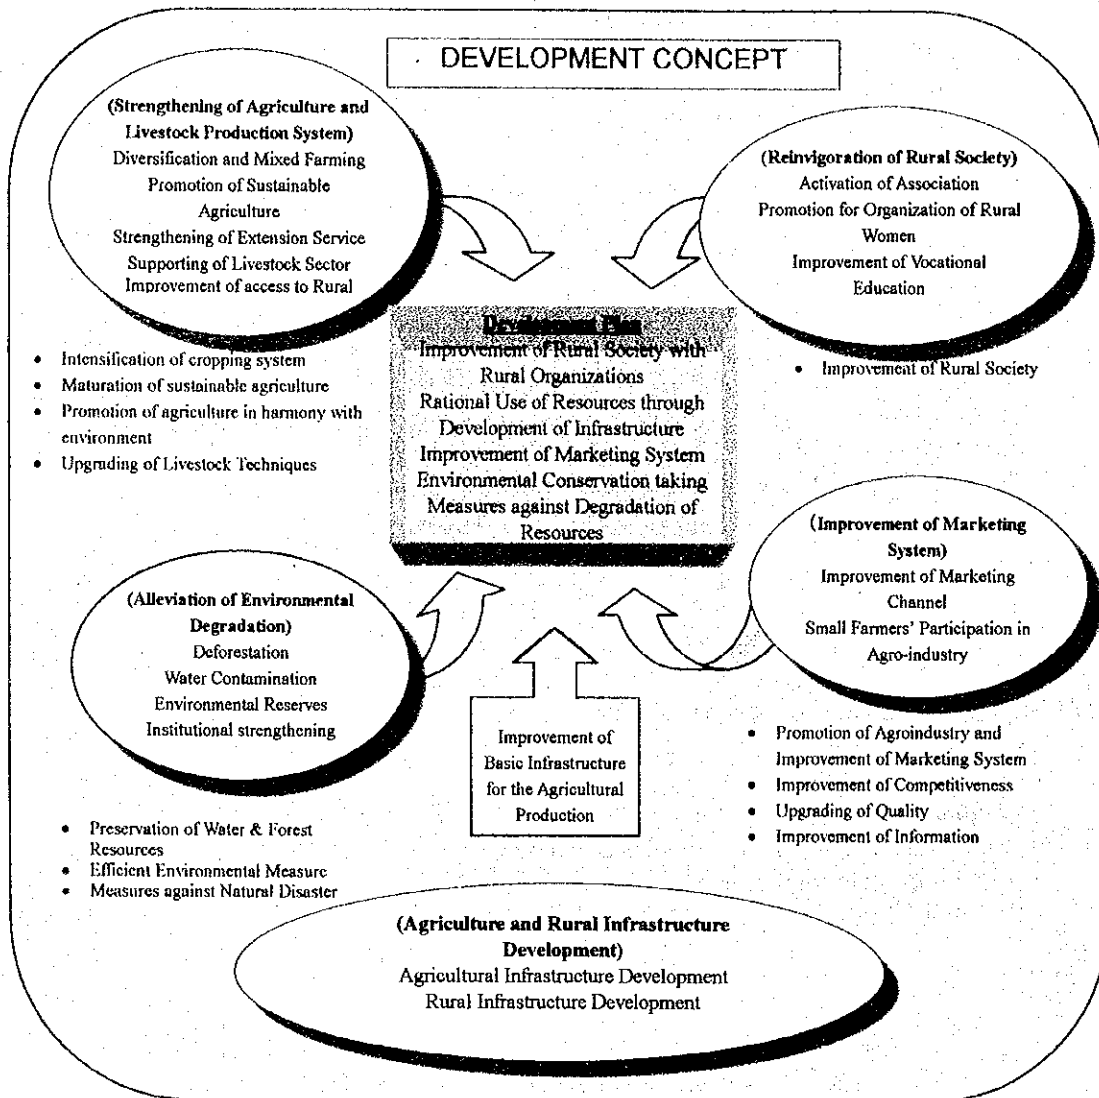 DEVELOPMENT CONCEPT
(Strengthening of Agriculture and
Livestock Production System)
Diversification and Mixed Farming
Promotion of Sustainable
Agriculture
Strengthening of Extension Service
Supporting of Livestock Sector
Improvement of access to Rural
• Intensification of cropping system
• Maturation of sustainable agriculture
• Promotion of agriculture in harmony with
environment
• Upgrading of Livestock Techniques
(Reinvigoration of Rural Society)
Activation of Association
Promotion for Organization of Rural
Women
Improvement of Vocational
Education
• Improvement of Rural Society
Development Plan
Improvement of Rural Society with
Rural Organizations
Rational Use of Resources through
Development of Infrastructure
Improvement of Marketing System
Environmental Conservation taking
Measures against Degradation of
Resources
(Alleviation of Environmental
Degradation)
Deforestation
Water Contamination
Environmental Reserves
Institutional strengthening
• Preservation of Water & Forest
Resources
• Efficient Environmental Measure
• Measures against Natural Disaster
Improvement of
Basic Infrastructure
for the Agricultural
Production
(Improvement of Marketing
System)
Improvement of Marketing
Channel
Small Farmers' Participation in
Agro-industry
• Promotion of Agroindustry and
Improvement of Marketing System
• Improvement of Competitiveness
• Upgrading of Quality
• Improvement of Information
(Agriculture and Rural Infrastructure
Development)
Agricultural Infrastructure Development
Rural Infrastructure Development